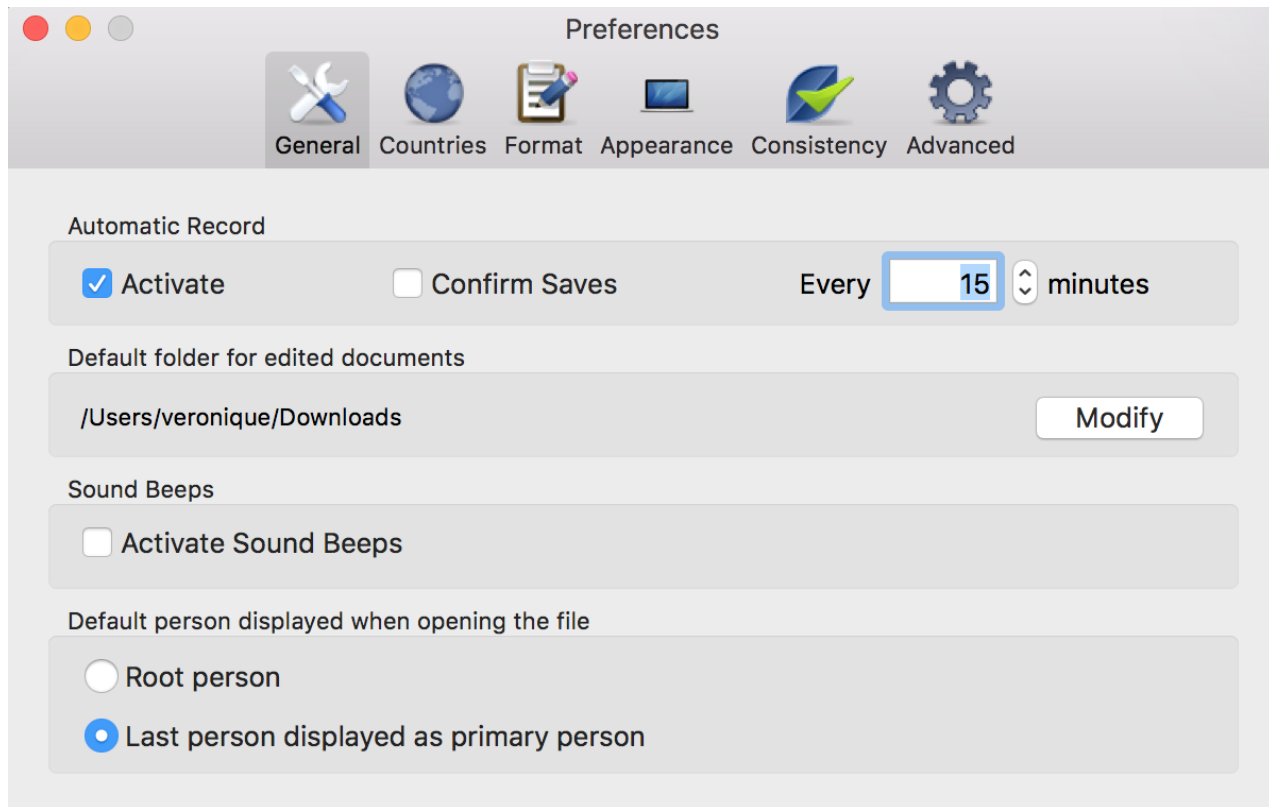 Preferences
General Countries Format Appearance Consistency Advanced
Automatic Record
Activate Confirm Saves Every 15 minutes
Default folder for edited documents
/Users/veronique/Downloads Modify
Sound Beeps
Activate Sound Beeps
Default person displayed when opening the file
Root person
Last person displayed as primary person